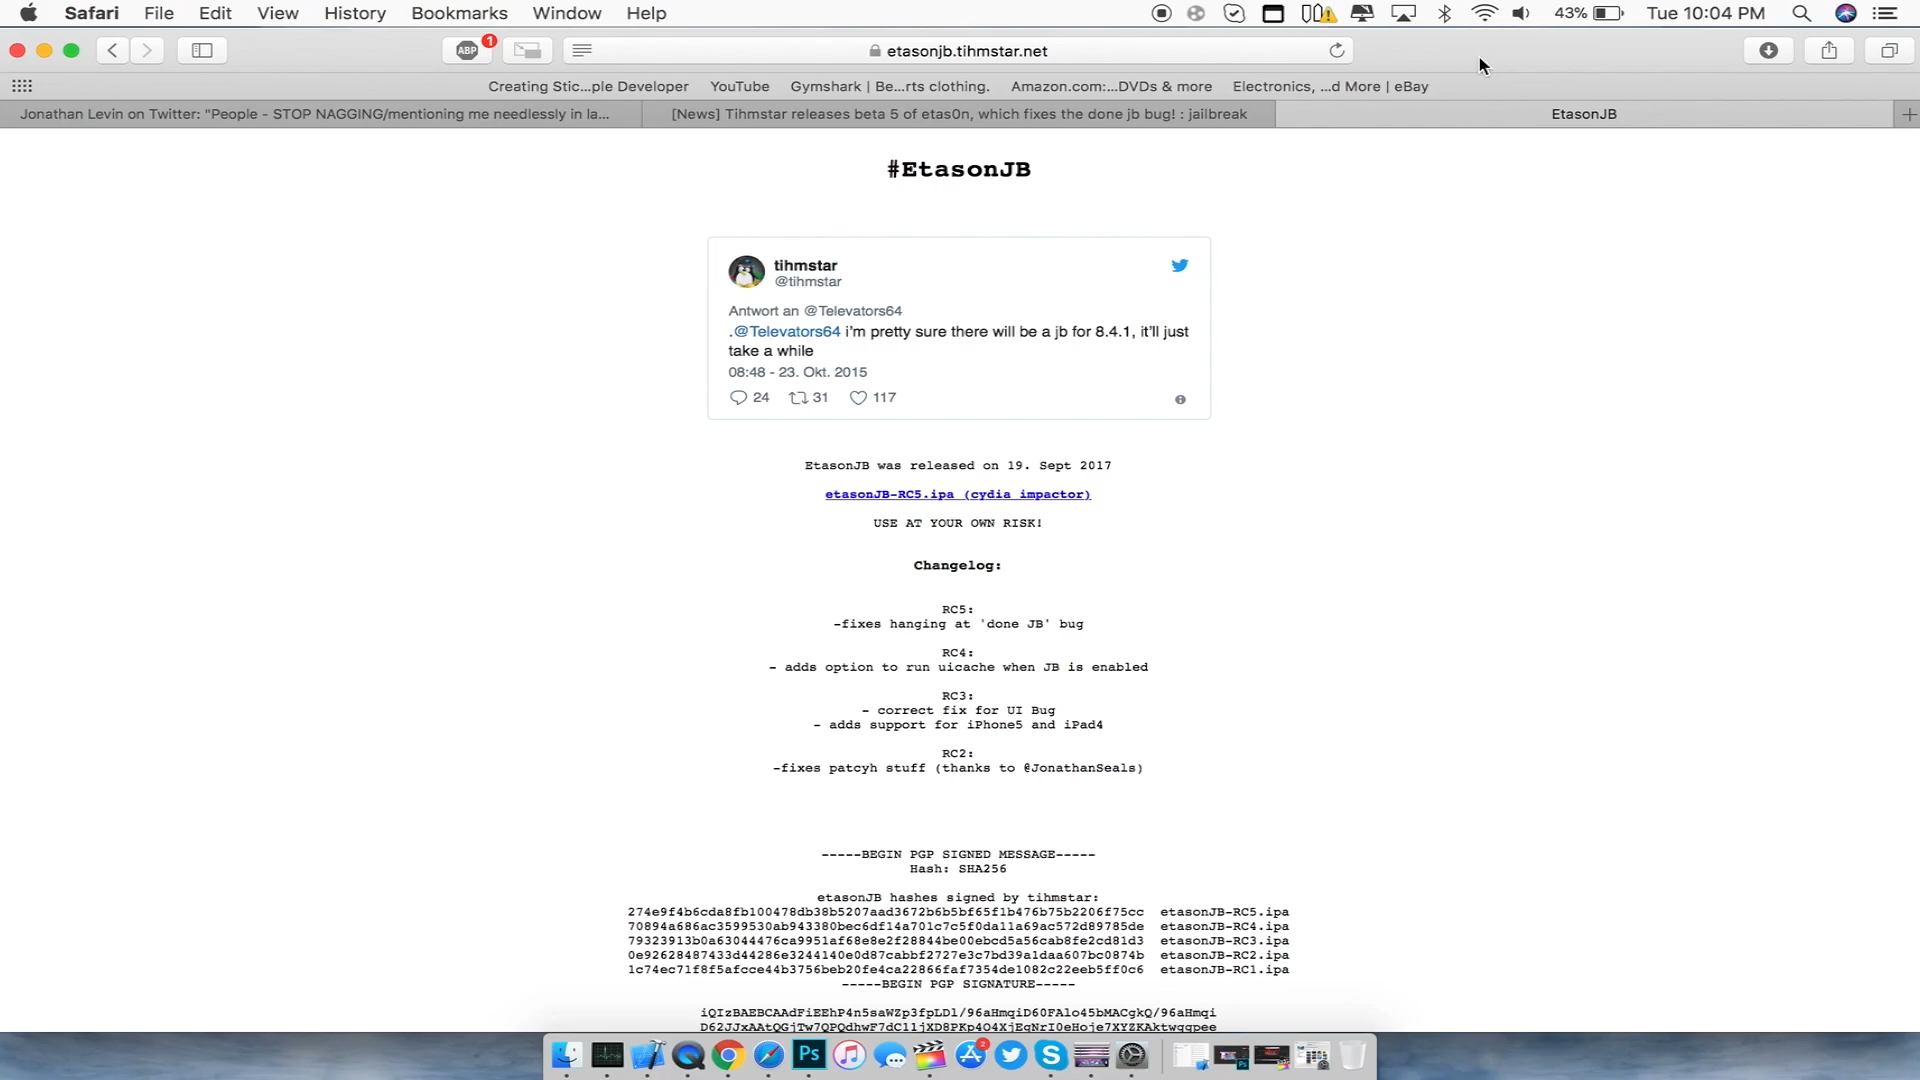 Safari File Edit View History Bookmarks Window Help 43% Tue 10:04 PM
ABP 1 etasonjb.tihmstar.net
Creating Stic...ple Developer YouTube Gymshark | Be...rts clothing. Amazon.com:...DVDs & more Electronics, ...d More | eBay
Jonathan Levin on Twitter: "People - STOP NAGGING/mentioning me needlessly in la... [News] Tihmstar releases beta 5 of etas0n, which fixes the done jb bug! : jailbreak EtasonJB
#EtasonJB
tihmstar
@tihmstar
Antwort an @Televators64
.@Televators64 i'm pretty sure there will be a jb for 8.4.1, it'll just
take a while
08:48 - 23. Okt. 2015
24 31 117
EtasonJB was released on 19. Sept 2017
etasonJB-RC5.ipa (cydia impactor)
USE AT YOUR OWN RISK!
Changelog:
RC5:
-fixes hanging at 'done JB' bug
RC4:
- adds option to run uicache when JB is enabled
RC3:
- correct fix for UI Bug
- adds support for iPhone5 and iPad4
RC2:
-fixes patcyh stuff (thanks to @JonathanSeals)
-----BEGIN PGP SIGNED MESSAGE-----
Hash: SHA256
etasonJB hashes signed by tihmstar:
274e9f4b6cda8fb100478db38b5207aad3672b6b5bf65f1b476b75b2206f75cc etasonJB-RC5.ipa
70894a686ac3599530ab943380bec6df14a701c7c5f0da11a69ac572d89785de etasonJB-RC4.ipa
79323913b0a63044476ca9951af68e8e2f28844be00ebcd5a56cab8fe2cd81d3 etasonJB-RC3.ipa
0e92628487433d44286e3244140e0d87cabbf2727e3c7bd39a1daa607bc0874b etasonJB-RC2.ipa
1c74ec71f8f5afcce44b3756beb20fe4ca22866faf7354de1082c22eeb5ff0c6 etasonJB-RC1.ipa
-----BEGIN PGP SIGNATURE-----
Ps 2